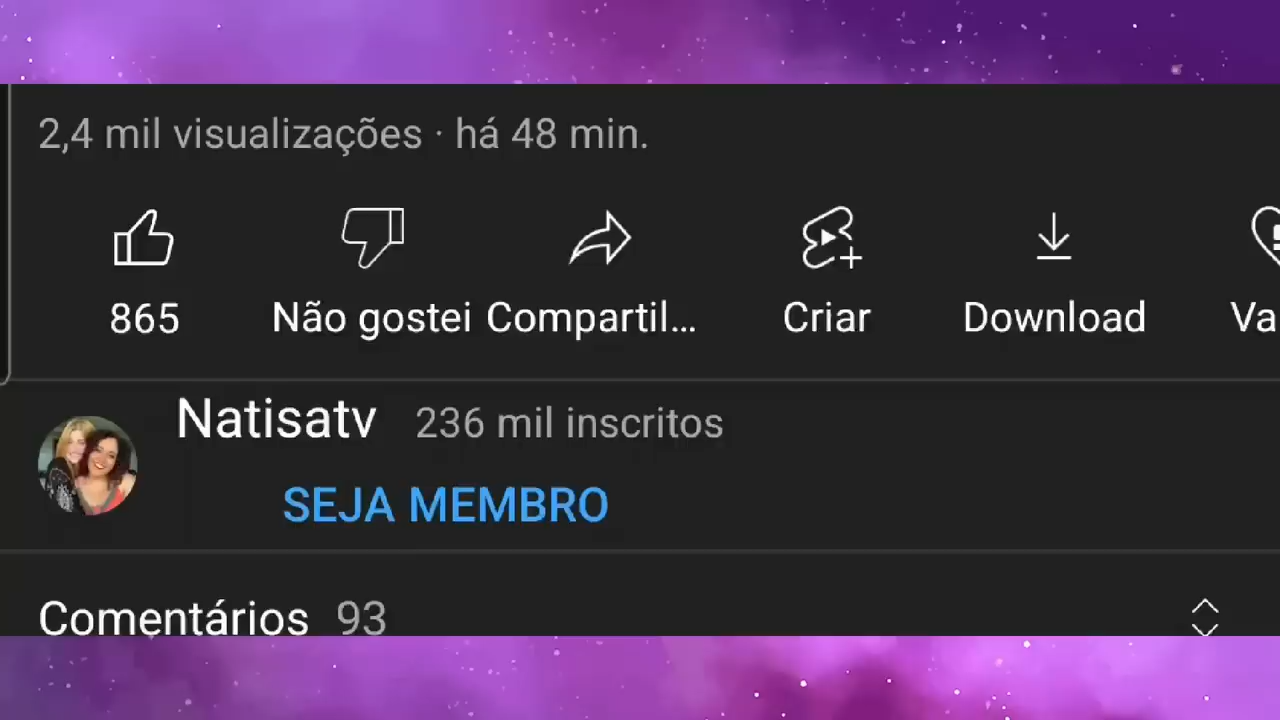 2,4 mil visualizações · há 48 min.
865 Não gostei Compartil... Criar Download Va
Natisatv 236 mil inscritos
SEJA MEMBRO
Comentários 93